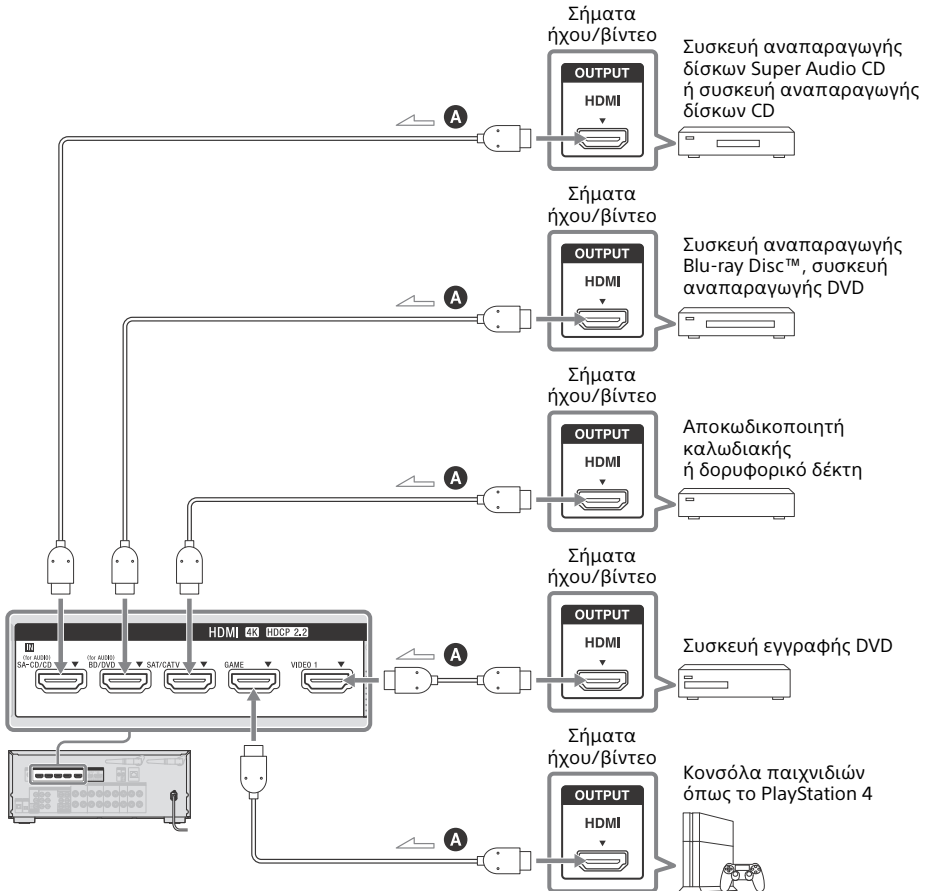 Σήματα
ήχου/βίντεο
OUTPUT
HDMI
Συσκευή αναπαραγωγής
δίσκων Super Audio CD
ή συσκευή αναπαραγωγής
δίσκων CD
A
Σήματα
ήχου/βίντεο
OUTPUT
HDMI
Συσκευή αναπαραγωγής
Blu-ray Disc™, συσκευή
αναπαραγωγής DVD
A
Σήματα
ήχου/βίντεο
OUTPUT
HDMI
Αποκωδικοποιητή
καλωδιακής
ή δορυφορικό δέκτη
A
Σήματα
ήχου/βίντεο
OUTPUT
HDMI
Συσκευή εγγραφής DVD
A
HDMI 4K HDCP 2.2
IN
(for AUDIO) (for AUDIO)
SA-CD/CD BD/DVD SAT/CATV GAME VIDEO 1
Σήματα
ήχου/βίντεο
OUTPUT
HDMI
Κονσόλα παιχνιδιών
όπως το PlayStation 4
A